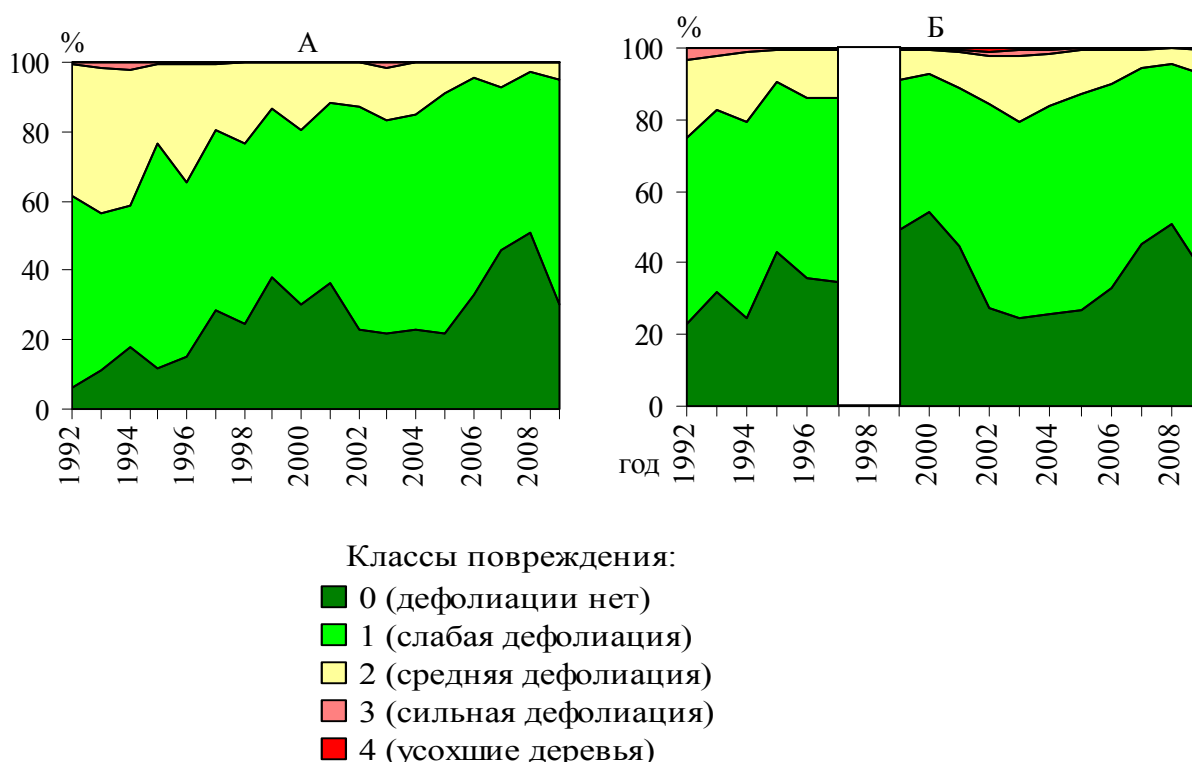 % А
100
80
60
40
20
0
1992 1994 1996 1998 2000 2002 2004 2006 2008
% Б
100
80
60
40
20
0
год
1992 1994 1996 1998 2000 2002 2004 2006 2008
Классы повреждения:
0 (дефолиации нет)
1 (слабая дефолиация)
2 (средняя дефолиация)
3 (сильная дефолиация)
4 (усохшие деревья)